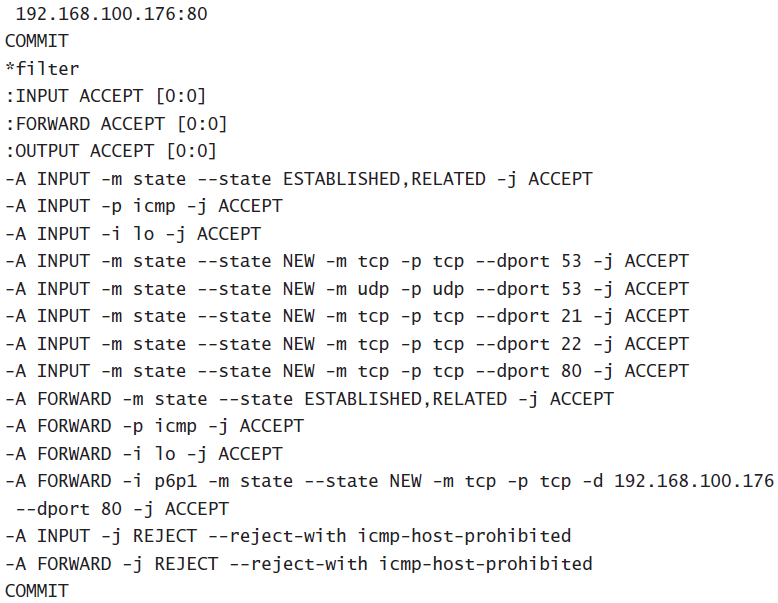 192.168.100.176:80
COMMIT
*filter
:INPUT ACCEPT [0:0]
:FORWARD ACCEPT [0:0]
:OUTPUT ACCEPT [0:0]
-A INPUT -m state --state ESTABLISHED,RELATED -j ACCEPT
-A INPUT -p icmp -j ACCEPT
-A INPUT -i lo -j ACCEPT
-A INPUT -m state --state NEW -m tcp -p tcp --dport 53 -j ACCEPT
-A INPUT -m state --state NEW -m udp -p udp --dport 53 -j ACCEPT
-A INPUT -m state --state NEW -m tcp -p tcp --dport 21 -j ACCEPT
-A INPUT -m state --state NEW -m tcp -p tcp --dport 22 -j ACCEPT
-A INPUT -m state --state NEW -m tcp -p tcp --dport 80 -j ACCEPT
-A FORWARD -m state --state ESTABLISHED,RELATED -j ACCEPT
-A FORWARD -p icmp -j ACCEPT
-A FORWARD -i lo -j ACCEPT
-A FORWARD -i p6p1 -m state --state NEW -m tcp -p tcp -d 192.168.100.176
--dport 80 -j ACCEPT
-A INPUT -j REJECT --reject-with icmp-host-prohibited
-A FORWARD -j REJECT --reject-with icmp-host-prohibited
COMMIT